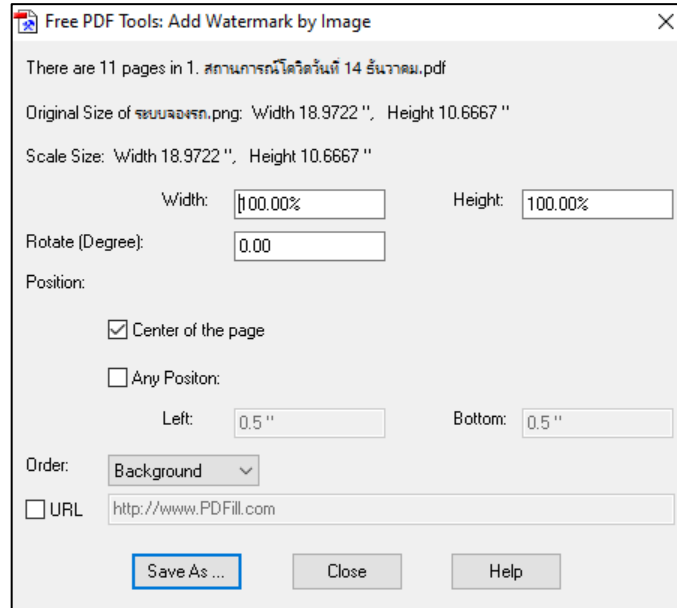 Free PDF Tools: Add Watermark by Image
There are 11 pages in 1. สถานการณ์โควิดวันที่ 14 ธันวาคม.pdf
Original Size of ระบบจองรถ.png: Width 18.9722 ", Height 10.6667 "
Scale Size: Width 18.9722 ", Height 10.6667 "
Width: 100.00% Height: 100.00%
Rotate (Degree): 0.00
Position:
Center of the page
Any Positon:
Left: 0.5 " Bottom: 0.5 "
Order: Background
URL http://www.PDFill.com
Save As ... Close Help